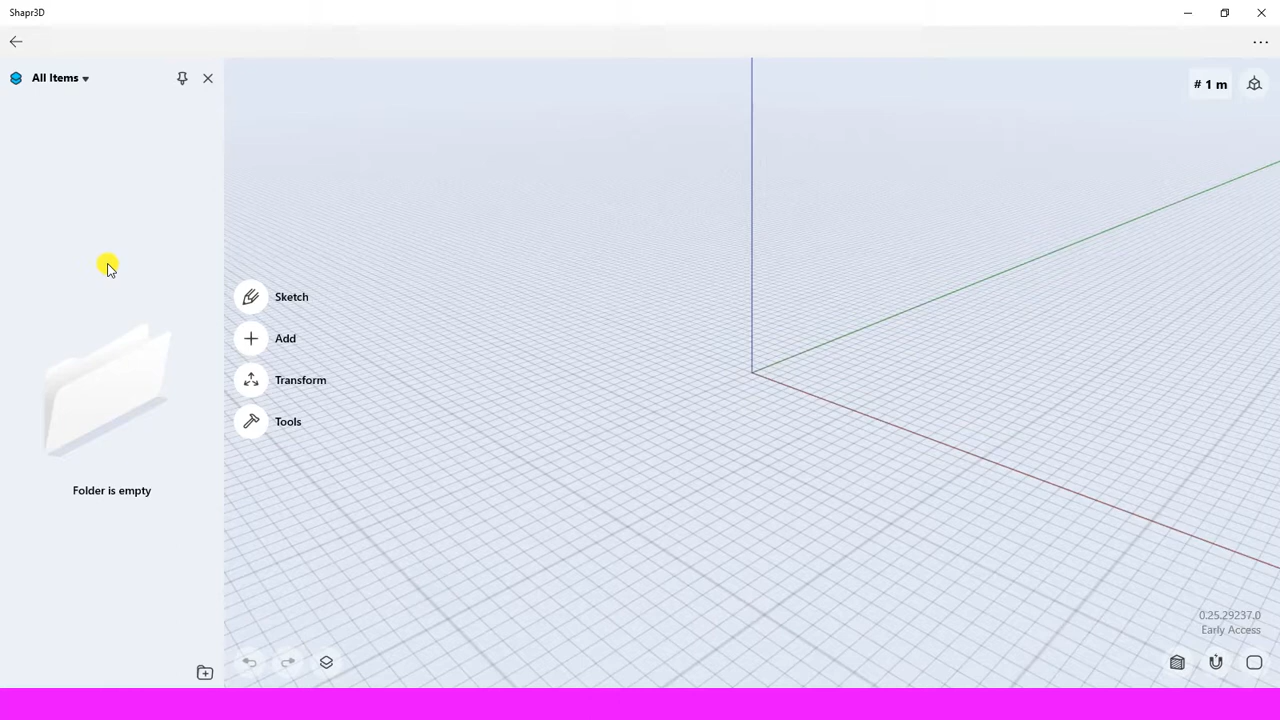 Shapr3D
All Items
# 1 m
Sketch
Add
Transform
Tools
Folder is empty
0.25.29237.0
Early Access